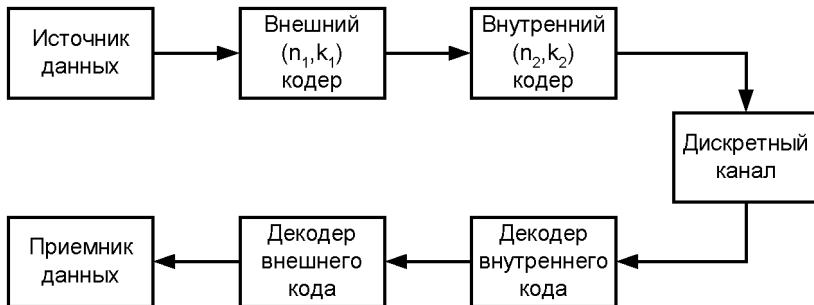 Источник
данных
Внешний
(n₁,k₁)
кодер
Внутренний
(n₂,k₂)
кодер
Дискретный
канал
Приемник
данных
Декодер
внешнего
кода
Декодер
внутреннего
кода